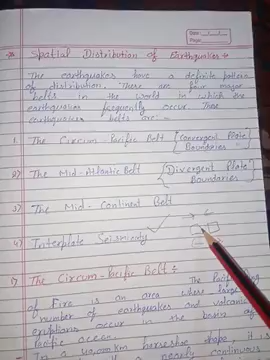 Date
Page
* Spatial Distribution of Earthquakes :-
The earthquakes have a definite pattern
of distribution. There are four major
belts in the world in which the
earthquakes frequently occur. These
earthquakes belts are :-
1. The Circum Pacific Belt [Convergent Plate
Boundaries
2) The Mid-Atlantic Belt {Divergent Plate
Boundaries
3) The Mid-Continent Belt
4) Interplate Seismicity
1) The Circum-Pacific Belt :- The Pacific
of Fire is an area where large
number of earthquakes and volcanic
eruptions occur in the basin
Pacific ocean.
In a 40,000 km horseshoe shape, it
a nearly continuous